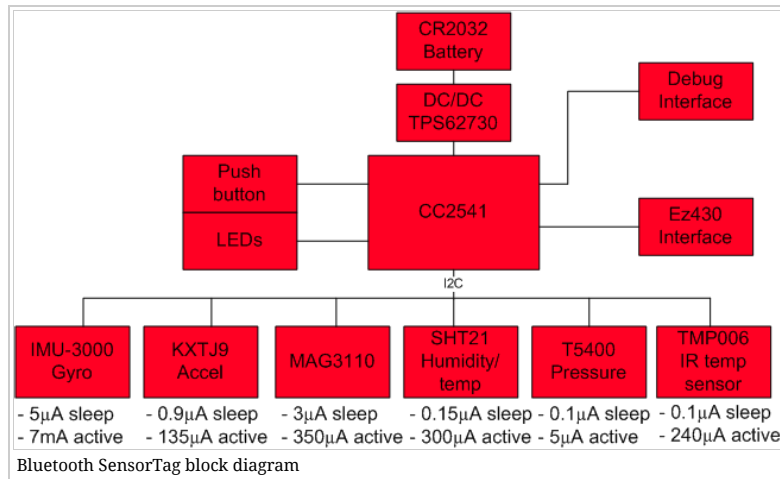 CR2032
Battery
DC/DC
TPS62730
Debug
Interface
Push
button
LEDs
CC2541
Ez430
Interface
I2C
IMU-3000
Gyro
KXTJ9
Accel
MAG3110
SHT21
Humidity/
temp
T5400
Pressure
TMP006
IR temp
sensor
- 5μA sleep
- 7mA active
- 0.9μA sleep
- 135μA active
- 3μA sleep
- 350μA active
- 0.15μA sleep
- 300μA active
- 0.1μA sleep
- 5μA active
- 0.1μA sleep
- 240μA active
Bluetooth SensorTag block diagram